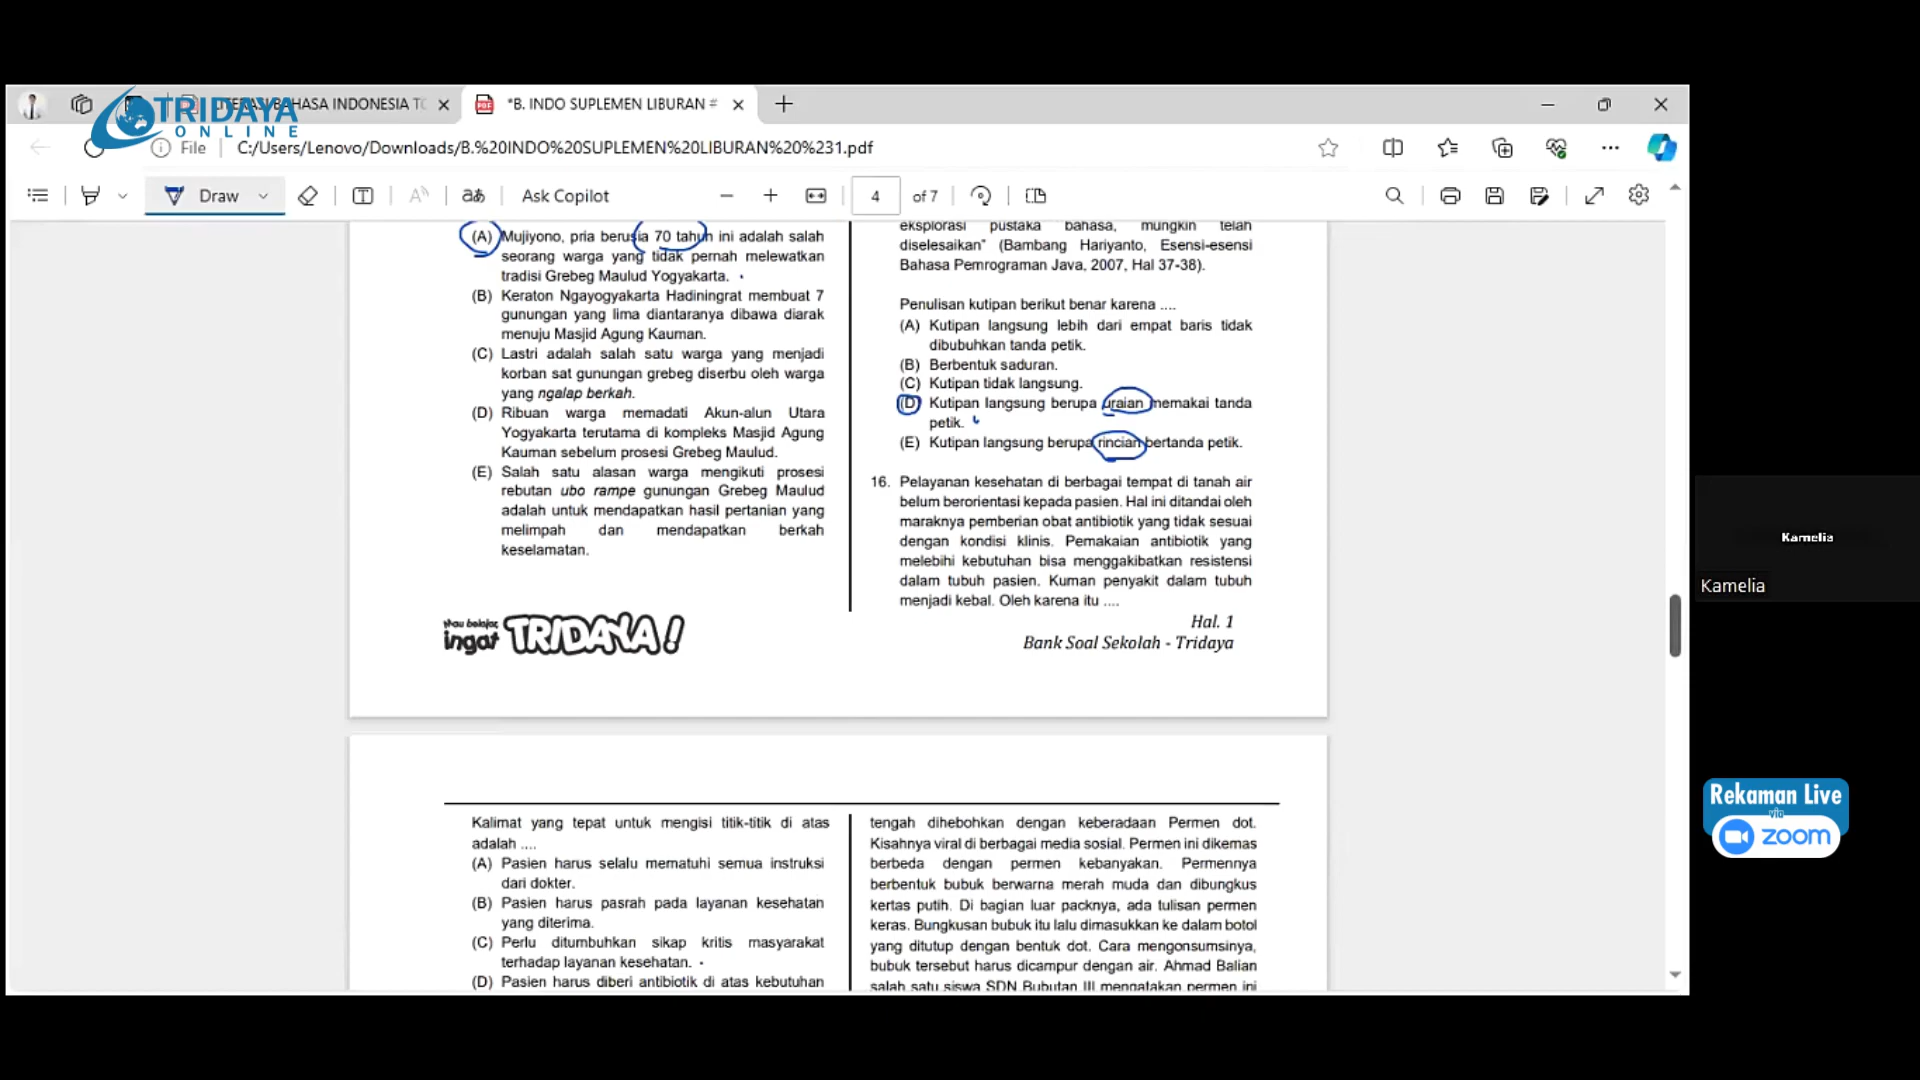 TRIDAYA
ONLINE
BAHASA INDONESIA
*B. INDO SUPLEMEN LIBURAN #
File
C:/Users/Lenovo/Downloads/B.%20INDO%20SUPLEMEN%20LIBURAN%20%231.pdf
Draw
Ask Copilot
4
of 7
(A) Mujiyono, pria berusia 70 tahun ini adalah salah
seorang warga yang tidak pernah melewatkan
tradisi Grebeg Maulud Yogyakarta.
(B) Keraton Ngayogyakarta Hadiningrat membuat 7
gunungan yang lima diantaranya dibawa diarak
menuju Masjid Agung Kauman.
(C) Lastri adalah salah satu warga yang menjadi
korban sat gunungan grebeg diserbu oleh warga
yang ngalap berkah.
(D) Ribuan warga memadati Akun-alun Utara
Yogyakarta terutama di kompleks Masjid Agung
Kauman sebelum prosesi Grebeg Maulud.
(E) Salah satu alasan warga mengikuti prosesi
rebutan ubo rampe gunungan Grebeg Maulud
adalah untuk mendapatkan hasil pertanian yang
melimpah dan mendapatkan berkah
keselamatan.
eksplorasi pustaka bahasa, mungkin telah
diselesaikan" (Bambang Hariyanto, Esensi-esensi
Bahasa Pemrograman Java, 2007, Hal 37-38).
Penulisan kutipan berikut benar karena ....
(A) Kutipan langsung lebih dari empat baris tidak
dibubuhkan tanda petik.
(B) Berbentuk saduran.
(C) Kutipan tidak langsung.
(D) Kutipan langsung berupa uraian memakai tanda
petik.
(E) Kutipan langsung berupa rincian bertanda petik.
16. Pelayanan kesehatan di berbagai tempat di tanah air
belum berorientasi kepada pasien. Hal ini ditandai oleh
maraknya pemberian obat antibiotik yang tidak sesuai
dengan kondisi klinis. Pemakaian antibiotik yang
melebihi kebutuhan bisa menggakibatkan resistensi
dalam tubuh pasien. Kuman penyakit dalam tubuh
menjadi kebal. Oleh karena itu ....
Mau belajar,
ingat TRIDAYA!
Hal. 1
Bank Soal Sekolah - Tridaya
Kalimat yang tepat untuk mengisi titik-titik di atas
adalah ....
(A) Pasien harus selalu mematuhi semua instruksi
dari dokter.
(B) Pasien harus pasrah pada layanan kesehatan
yang diterima.
(C) Perlu ditumbuhkan sikap kritis masyarakat
terhadap layanan kesehatan.
(D) Pasien harus diberi antibiotik di atas kebutuhan
tengah dihebohkan dengan keberadaan Permen dot.
Kisahnya viral di berbagai media sosial. Permen ini dikemas
berbeda dengan permen kebanyakan. Permennya
berbentuk bubuk berwarna merah muda dan dibungkus
kertas putih. Di bagian luar packnya, ada tulisan permen
keras. Bungkusan bubuk itu lalu dimasukkan ke dalam botol
yang ditutup dengan bentuk dot. Cara mengonsumsinya,
bubuk tersebut harus dicampur dengan air. Ahmad Balian
salah satu siswa SDN Bubutan III mengatakan permen ini
Kamelia
Kamelia
Rekaman Live
via
zoom